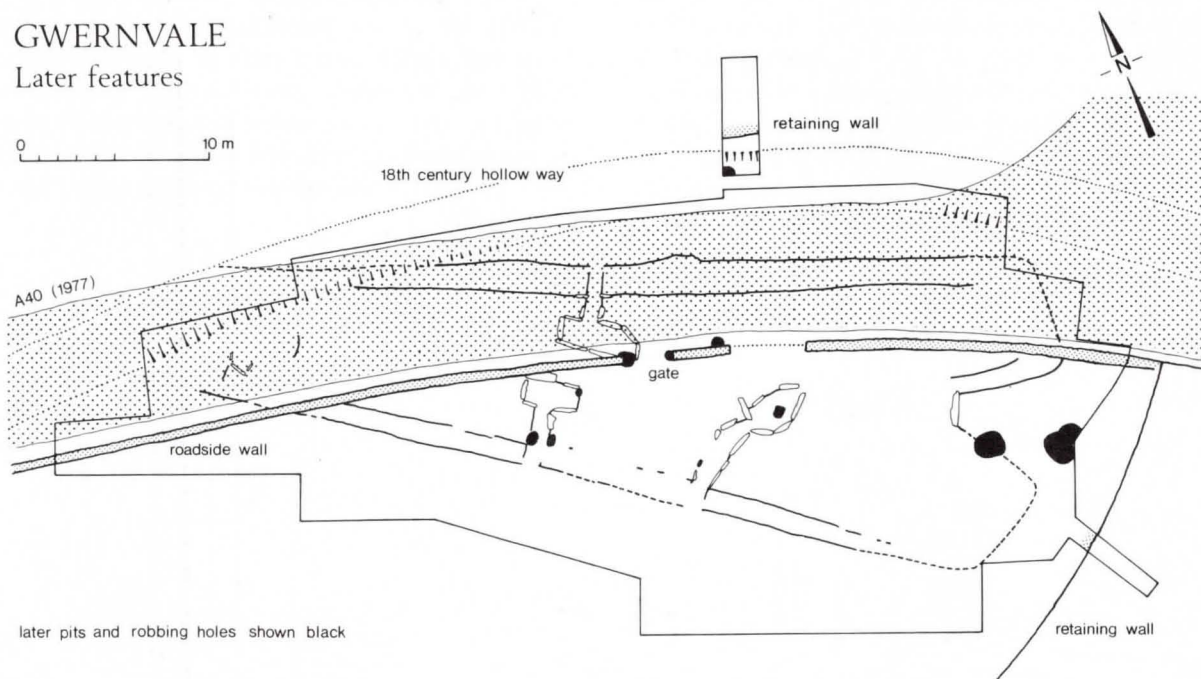 GWERNVALE
Later features
N
0 10 m
retaining wall
18th century hollow way
A40 (1977)
gate
roadside wall
later pits and robbing holes shown black
retaining wall